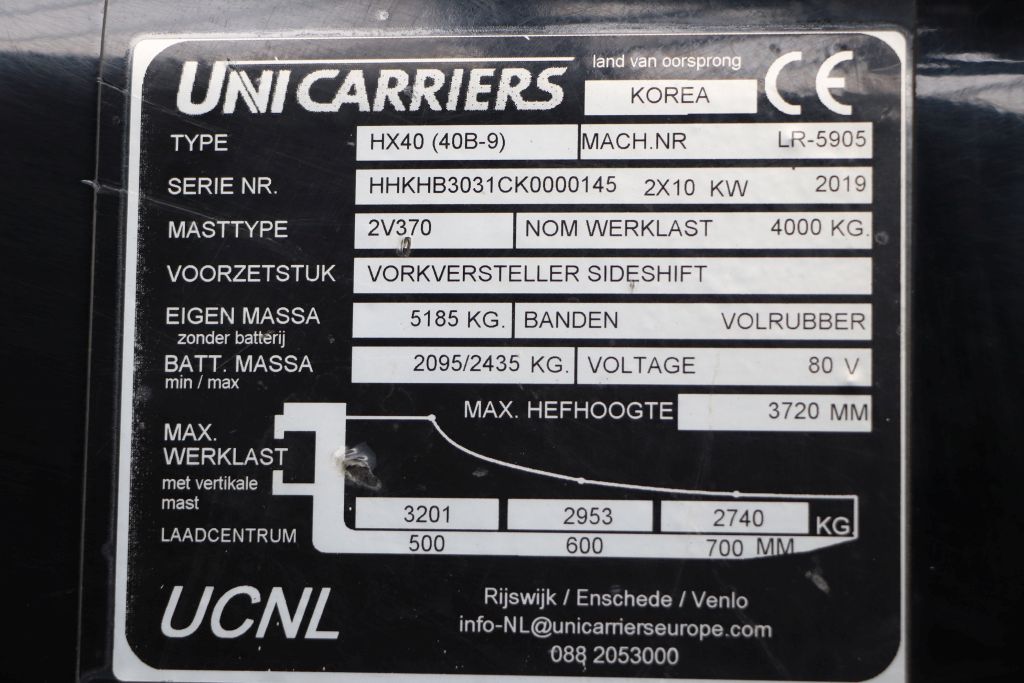 UNICARRIERS land van oorsprong CE
KOREA
TYPE HX40 (40B-9) MACH.NR LR-5905
SERIE NR. HHKHB3031CK0000145 2X10 KW 2019
MASTTYPE 2V370 NOM WERKLAST 4000 KG.
VOORZETSTUK VORKVERSTELLER SIDESHIFT
EIGEN MASSA 5185 KG. BANDEN VOLRUBBER
zonder batterij
BATT. MASSA 2095/2435 KG. VOLTAGE 80 V
min / max
MAX. HEFHOOGTE 3720 MM
MAX.
WERKLAST
met vertikale
mast
3201 2953 2740 KG.
LAADCENTRUM 500 600 700 MM
UCNL
Rijswijk / Enschede / Venlo
info-NL@unicarrierseurope.com
088 2053000